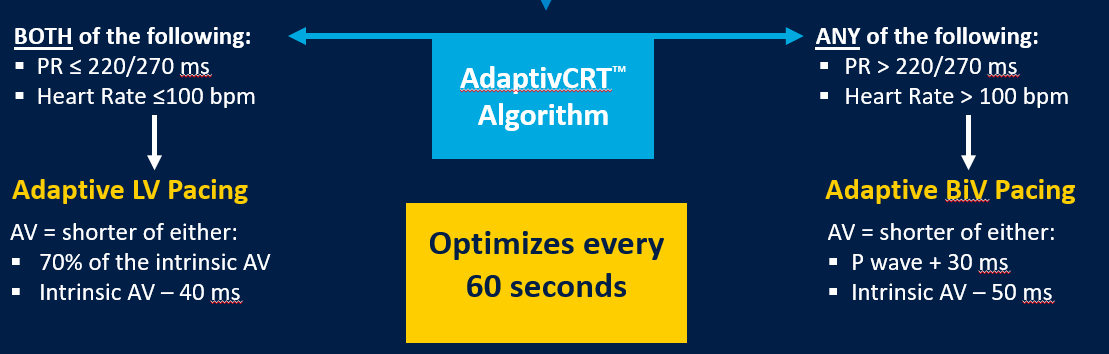 BOTH of the following:
▪ PR ≤ 220/270 ms
▪ Heart Rate ≤100 bpm
Adaptive LV Pacing
AV = shorter of either:
▪ 70% of the intrinsic AV
▪ Intrinsic AV – 40 ms
AdaptivCRT™
Algorithm
Optimizes every
60 seconds
ANY of the following:
▪ PR > 220/270 ms
▪ Heart Rate > 100 bpm
Adaptive BiV Pacing
AV = shorter of either:
▪ P wave + 30 ms
▪ Intrinsic AV – 50 ms